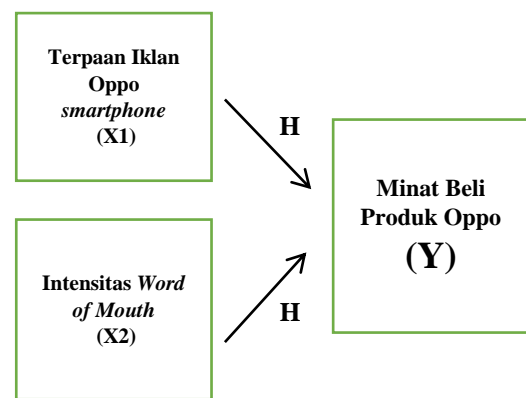 Terpaan Iklan
Oppo
smartphone
(X1)
H
Minat Beli
Produk Oppo
(Y)
Intensitas Word
of Mouth
(X2)
H